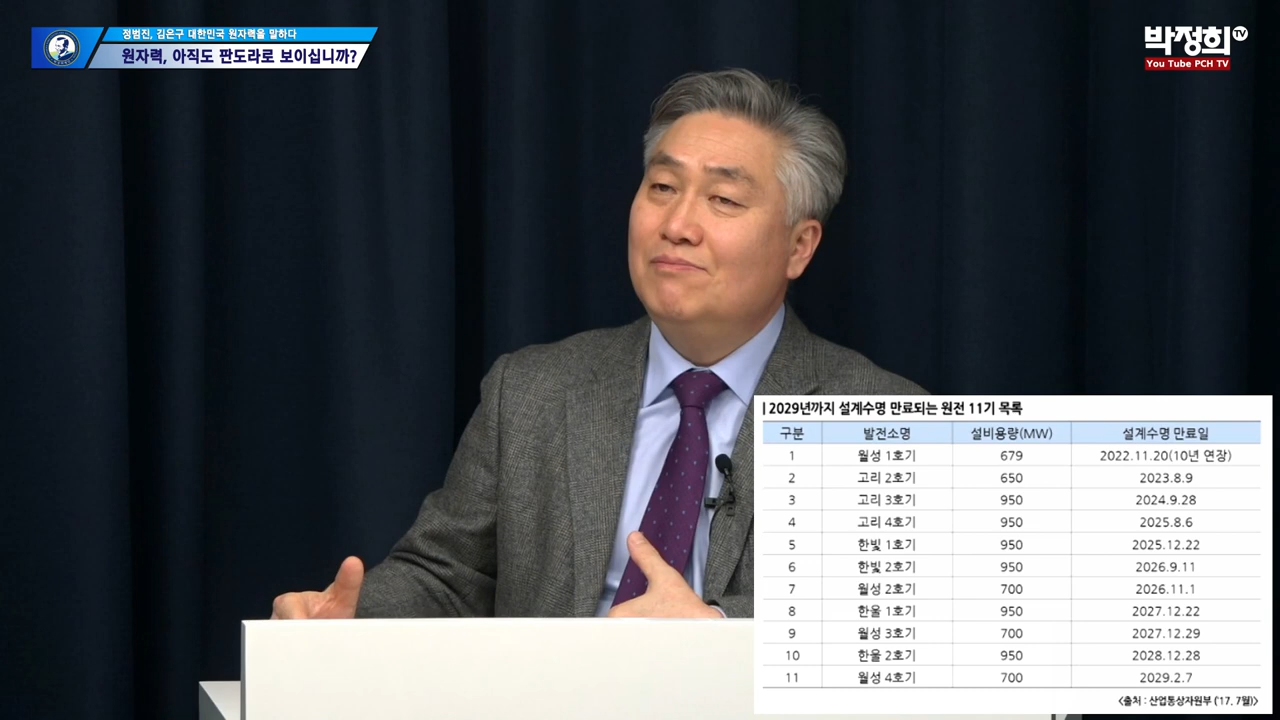 정범진, 김은구 대한민국 원자력을 말하다
원자력, 아직도 판도라로 보이십니까?
박정희TV
You Tube PCH TV
2029년까지 설계수명 만료되는 원전 11기 목록
구분 발전소명 설비용량(MW) 설계수명 만료일
1 월성 1호기 679 2022.11.20(10년 연장)
2 고리 2호기 650 2023.8.9
3 고리 3호기 950 2024.9.28
4 고리 4호기 950 2025.8.6
5 한빛 1호기 950 2025.12.22
6 한빛 2호기 950 2026.9.11
7 월성 2호기 700 2026.11.1
8 한울 1호기 950 2027.12.22
9 월성 3호기 700 2027.12.29
10 한울 2호기 950 2028.12.28
11 월성 4호기 700 2029.2.7
<출처 : 산업통상자원부 ('17. 7월)>